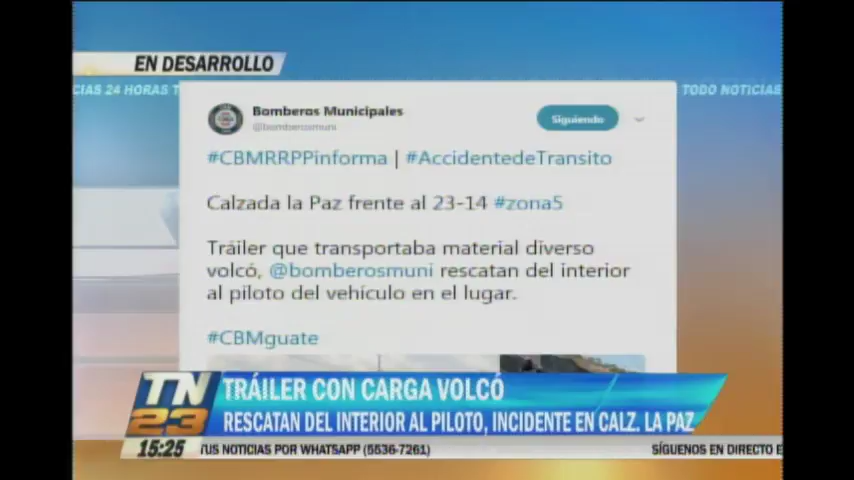 EN DESARROLLO
CIAS 24 HORAS T
TODO NOTICIAS
Bomberos Municipales
@bomberosmuni
Siguiendo
#CBMRRPPinforma | #AccidentedeTransito
Calzada la Paz frente al 23-14 #zona5
Tráiler que transportaba material diverso
volcó, @bomberosmuni rescatan del interior
al piloto del vehículo en el lugar.
#CBMguate
TN
23
TRÁILER CON CARGA VOLCÓ
RESCATAN DEL INTERIOR AL PILOTO, INCIDENTE EN CALZ. LA PAZ
15:25
TUS NOTICIAS POR WHATSAPP (5536-7261)
SÍGUENOS EN DIRECTO E